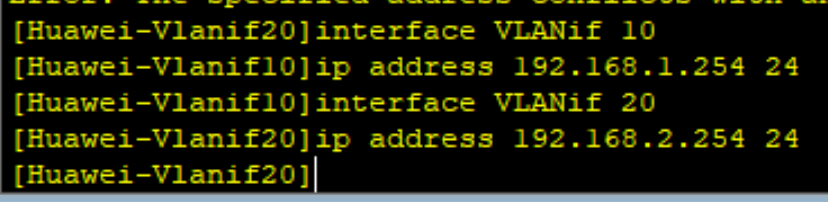 Error: The specified address conflicts with
[Huawei-Vlanif20]interface VLANif 10
[Huawei-Vlanif10]ip address 192.168.1.254 24
[Huawei-Vlanif10]interface VLANif 20
[Huawei-Vlanif20]ip address 192.168.2.254 24
[Huawei-Vlanif20]